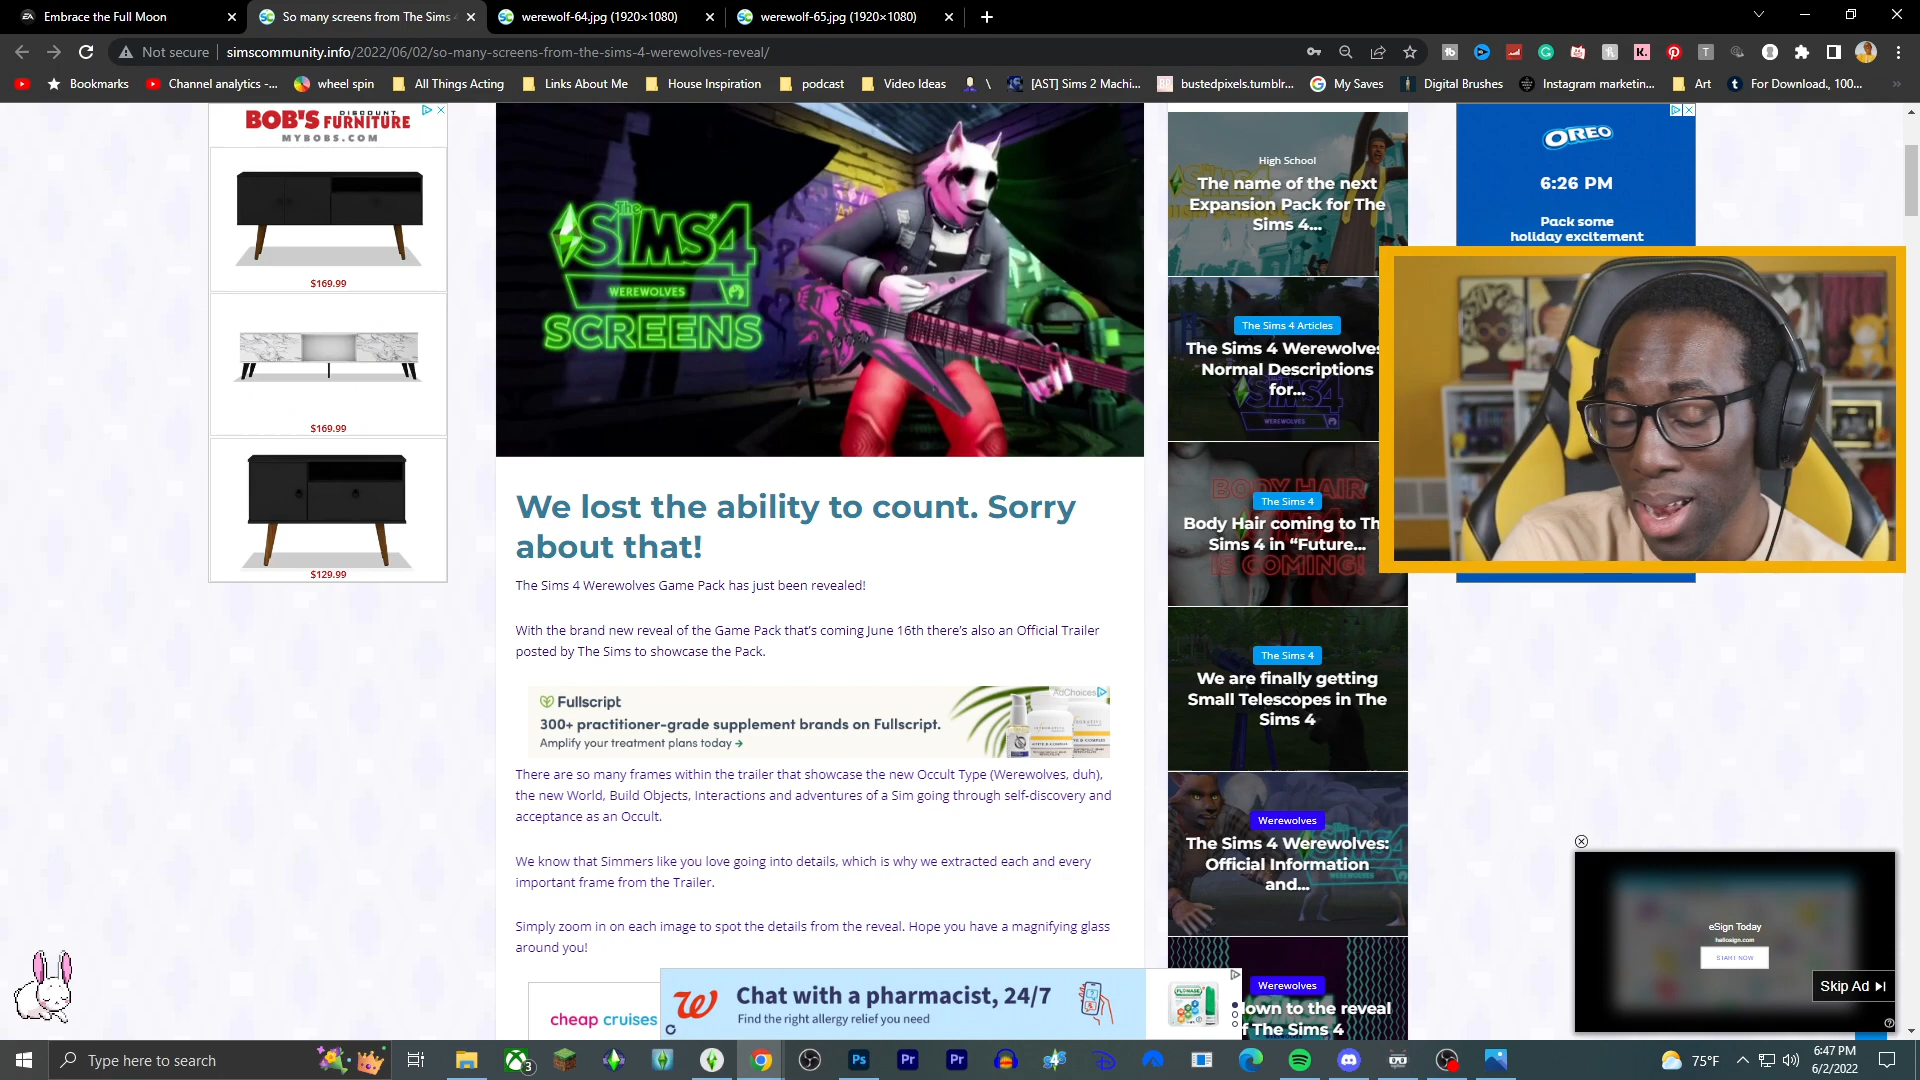 Embrace the Full Moon
So many screens from The Sims
werewolf-64.jpg (1920×1080)
werewolf-65.jpg (1920×1080)
Not secure
simscommunity.info/2022/06/02/so-many-screens-from-the-sims-4-werewolves-reveal/
Bookmarks
Channel analytics -...
wheel spin
All Things Acting
Links About Me
House Inspiration
podcast
Video Ideas
\
[AST] Sims 2 Machi...
bustedpixels.tumblr...
My Saves
Digital Brushes
Instagram marketin...
Art
For Download., 100...
BOB'S DISCOUNT FURNITURE
MYBOBS.COM
$169.99
$169.99
$129.99
The SiMS 4
WEREWOLVES
SCREENS
We lost the ability to count. Sorry
about that!
The Sims 4 Werewolves Game Pack has just been revealed!
With the brand new reveal of the Game Pack that's coming June 16th there's also an Official Trailer
posted by The Sims to showcase the Pack.
Fullscript
300+ practitioner-grade supplement brands on Fullscript.
Amplify your treatment plans today →
AdChoices
There are so many frames within the trailer that showcase the new Occult Type (Werewolves, duh),
the new World, Build Objects, Interactions and adventures of a Sim going through self-discovery and
acceptance as an Occult.
We know that Simmers like you love going into details, which is why we extracted each and every
important frame from the Trailer.
Simply zoom in on each image to spot the details from the reveal. Hope you have a magnifying glass
around you!
cheap cruises
Chat with a pharmacist, 24/7
Find the right allergy relief you need
FLONASE
High School
The name of the next
Expansion Pack for The
Sims 4...
The Sims 4 Articles
The Sims 4 Werewolves
Normal Descriptions
for...
BODY HAIR
The Sims 4
Body Hair coming to Th
Sims 4 in “Future...
IS COMING!
The Sims 4
We are finally getting
Small Telescopes in The
Sims 4
Werewolves
The Sims 4 Werewolves:
Official Information
and...
Werewolves
own to the reveal
f The Sims 4
OREO
6:26 PM
Pack some
holiday excitement
eSign Today
hellosign.com
START NOW
Skip Ad
Type here to search
75°F
6:47 PM
6/2/2022